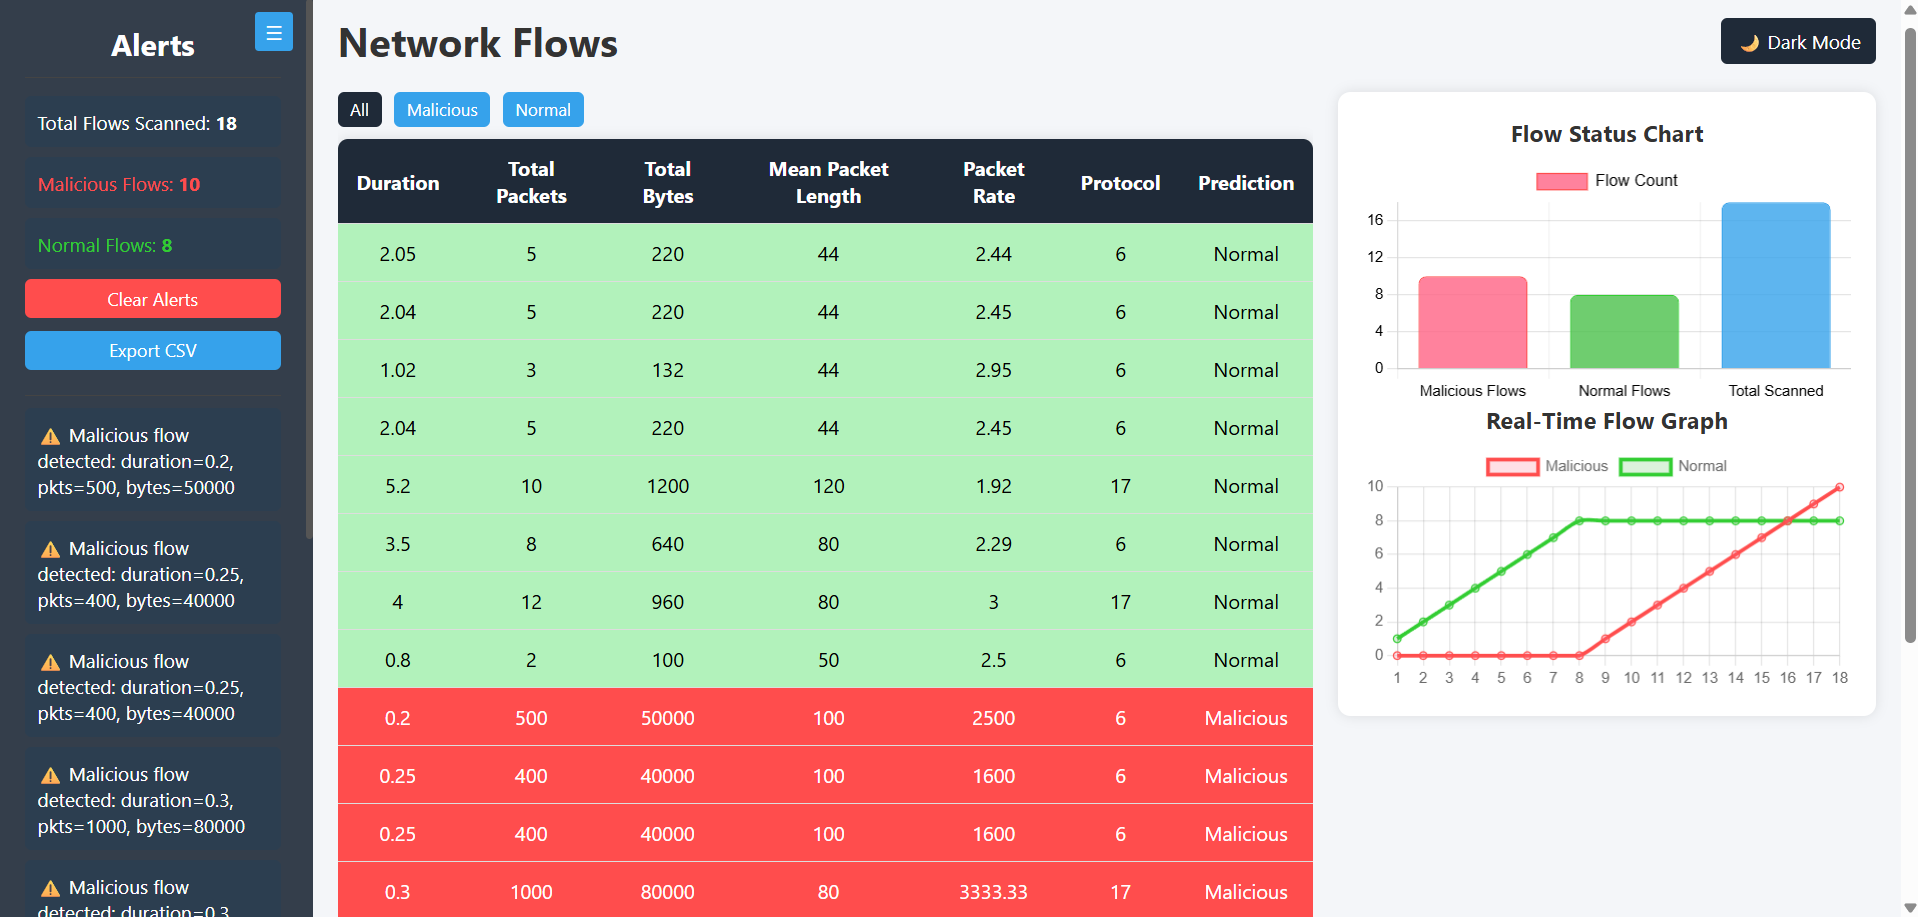 Alerts
☰
Total Flows Scanned: 18
Malicious Flows: 10
Normal Flows: 8
Clear Alerts
Export CSV
⚠️ Malicious flow
detected: duration=0.2,
pkts=500, bytes=50000
⚠️ Malicious flow
detected: duration=0.25,
pkts=400, bytes=40000
⚠️ Malicious flow
detected: duration=0.25,
pkts=400, bytes=40000
⚠️ Malicious flow
detected: duration=0.3,
pkts=1000, bytes=80000
⚠️ Malicious flow
detected: duration=0.3
Network Flows
🌙 Dark Mode
All Malicious Normal
Duration Total Packets Total Bytes Mean Packet Length Packet Rate Protocol Prediction
2.05 5 220 44 2.44 6 Normal
2.04 5 220 44 2.45 6 Normal
1.02 3 132 44 2.95 6 Normal
2.04 5 220 44 2.45 6 Normal
5.2 10 1200 120 1.92 17 Normal
3.5 8 640 80 2.29 6 Normal
4 12 960 80 3 17 Normal
0.8 2 100 50 2.5 6 Normal
0.2 500 50000 100 2500 6 Malicious
0.25 400 40000 100 1600 6 Malicious
0.25 400 40000 100 1600 6 Malicious
0.3 1000 80000 80 3333.33 17 Malicious
Flow Status Chart
Flow Count
16
12
8
4
0
Malicious Flows Normal Flows Total Scanned
Real-Time Flow Graph
Malicious Normal
10
8
6
4
2
0
1 2 3 4 5 6 7 8 9 10 11 12 13 14 15 16 17 18